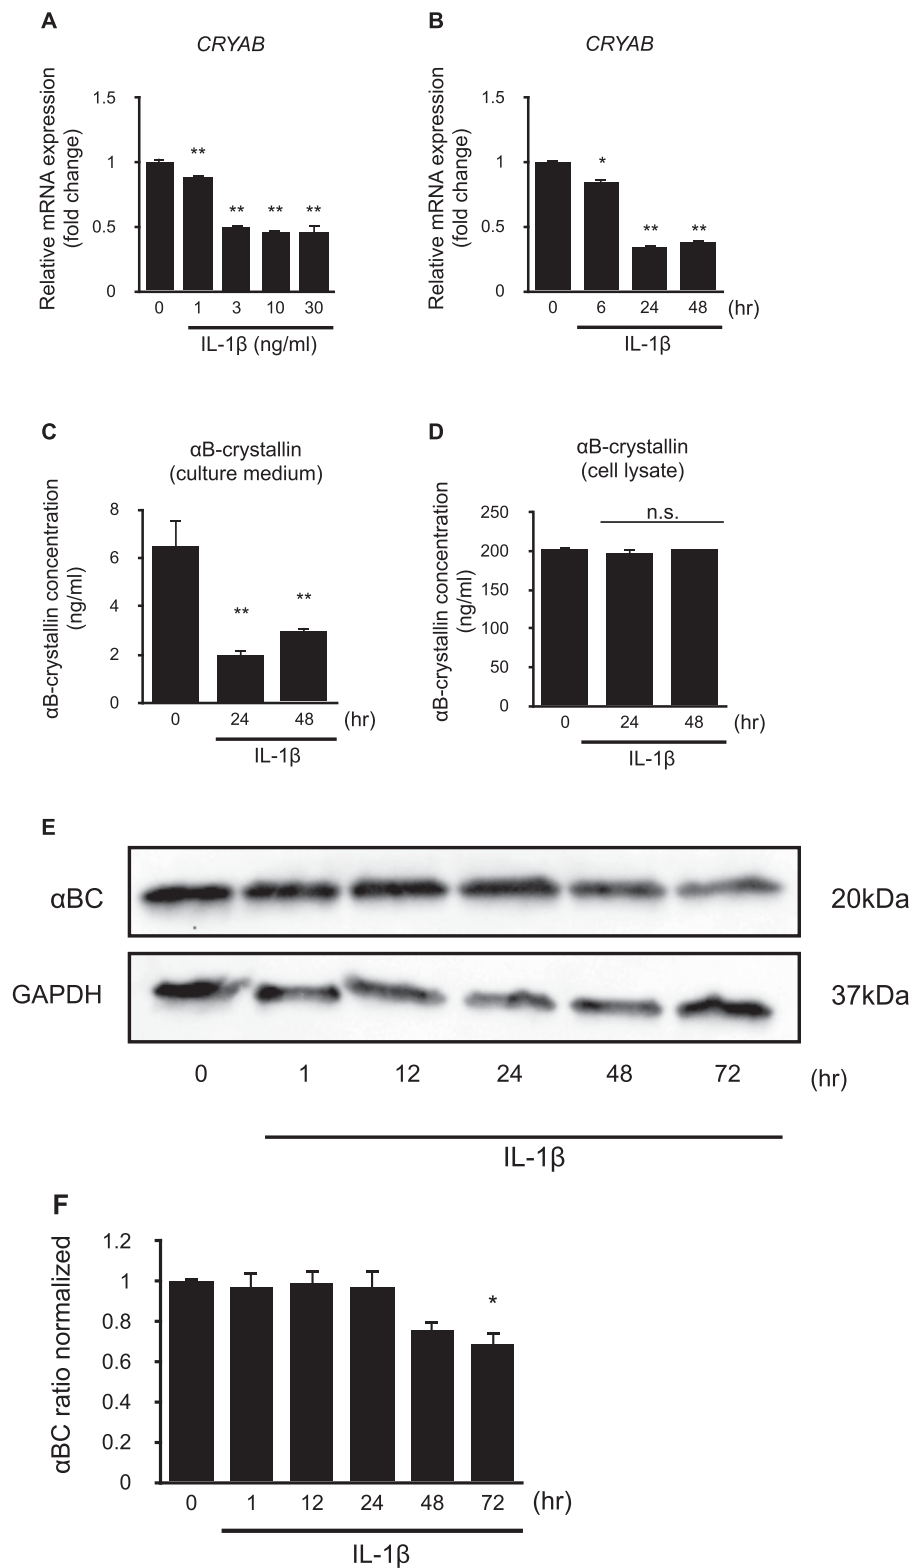 A
CRYAB
Relative mRNA expression
(fold change)
1.5
1
0.5
0
**
**
**
**
0 1 3 10 30
IL-1β (ng/ml)
B
CRYAB
Relative mRNA expression
(fold change)
1.5
1
0.5
0
*
**
**
0 6 24 48 (hr)
IL-1β
C
αB-crystallin
(culture medium)
αB-crystallin concentration
(ng/ml)
8
6
4
2
0
**
**
0 24 48 (hr)
IL-1β
D
αB-crystallin
(cell lysate)
αB-crystallin concentration
(ng/ml)
250
200
150
100
50
0
n.s.
0 24 48 (hr)
IL-1β
E
αBC 20kDa
GAPDH 37kDa
0 1 12 24 48 72 (hr)
IL-1β
F
αBC ratio normalized
1.2
1
0.8
0.6
0.4
0.2
0
*
0 1 12 24 48 72 (hr)
IL-1β